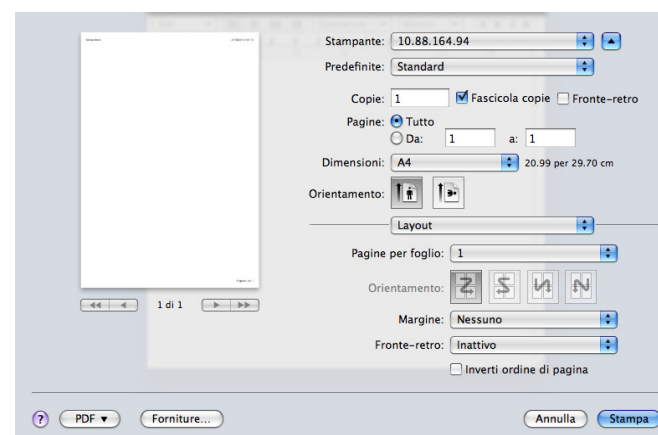 Stampante: 10.88.164.94
Predefinite: Standard
Copie: 1 Fascicola copie Fronte-retro
Pagine: Tutto
Da: 1 a: 1
Dimensioni: A4 20.99 per 29.70 cm
Orientamento:
Layout
Pagine per foglio: 1
1 di 1
Orientamento:
Margine: Nessuno
Fronte-retro: Inattivo
Inverti ordine di pagina
? PDF Forniture... Annulla Stampa